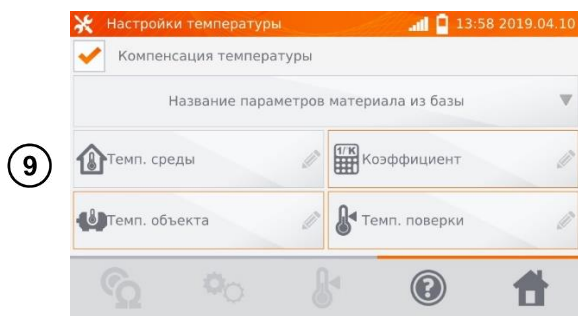 Настройки температуры 13:58 2019.04.10
Компенсация температуры
Название параметров материала из базы
9
Темп. среды 1/°K Коэффициент
Темп. объекта Темп. поверки